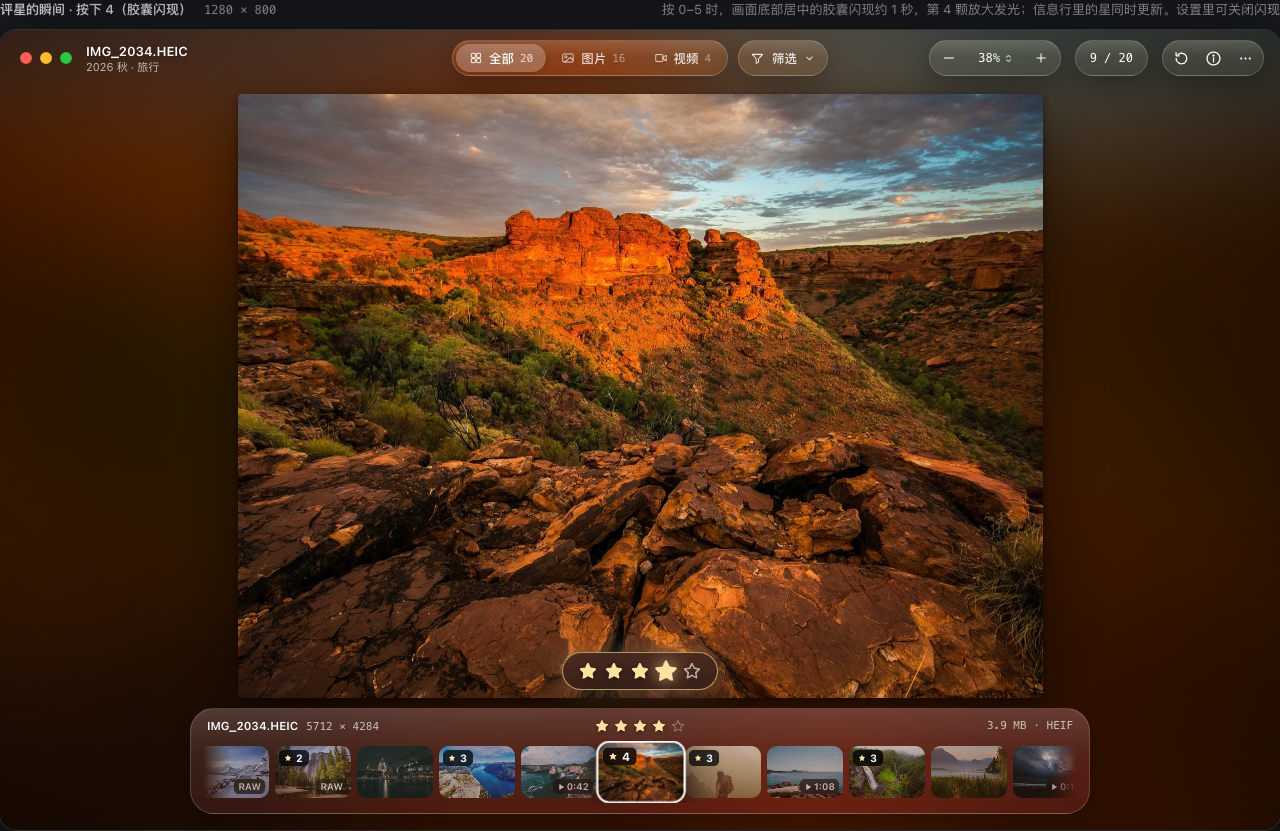 评星的瞬间 · 按下 4（胶囊闪现） 1280 × 800
按 0–5 时，画面底部居中的胶囊闪现约 1 秒，第 4 颗放大发光；信息行里的星同时更新。设置里可关闭闪现
IMG_2034.HEIC
2026 秋 · 旅行
全部 20
图片 16
视频 4
筛选
38%
9 / 20
IMG_2034.HEIC 5712 × 4284
3.9 MB · HEIF
RAW
2
RAW
3
0:42
4
3
1:08
3